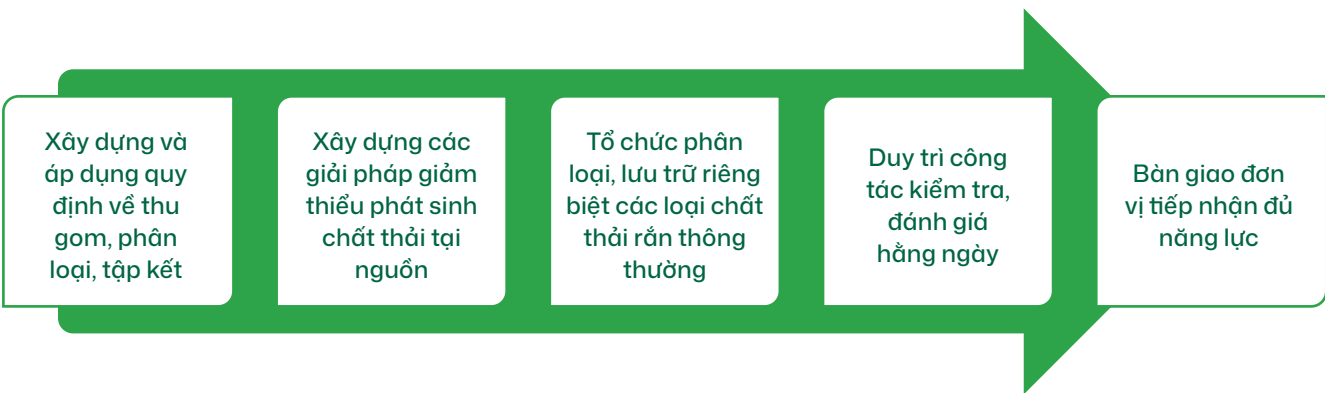 Xây dựng và
áp dụng quy
định về thu
gom, phân
loại, tập kết
Xây dựng các
giải pháp giảm
thiểu phát sinh
chất thải tại
nguồn
Tổ chức phân
loại, lưu trữ riêng
biệt các loại chất
thải rắn thông
thường
Duy trì công
tác kiểm tra,
đánh giá
hằng ngày
Bàn giao đơn
vị tiếp nhận đủ
năng lực